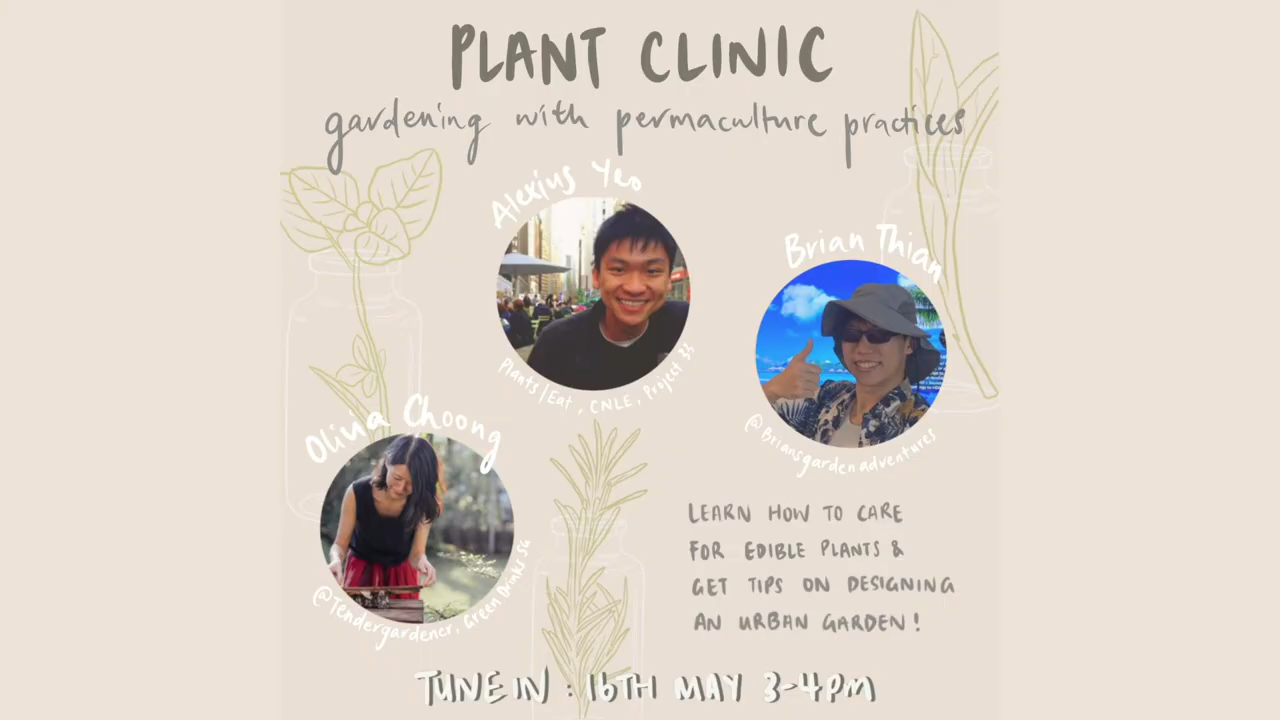 PLANT CLINIC
gardening with permaculture practices
Alexius Yeo
Plants | Eat, CNLE, Project 33
Brian Thian
@Briansgardenadventures
Olivia Choong
@Tendergardener, Green Drinks SG
LEARN HOW TO CARE
FOR EDIBLE PLANTS &
GET TIPS ON DESIGNING
AN URBAN GARDEN!
TUNE IN : 16TH MAY 3-4PM